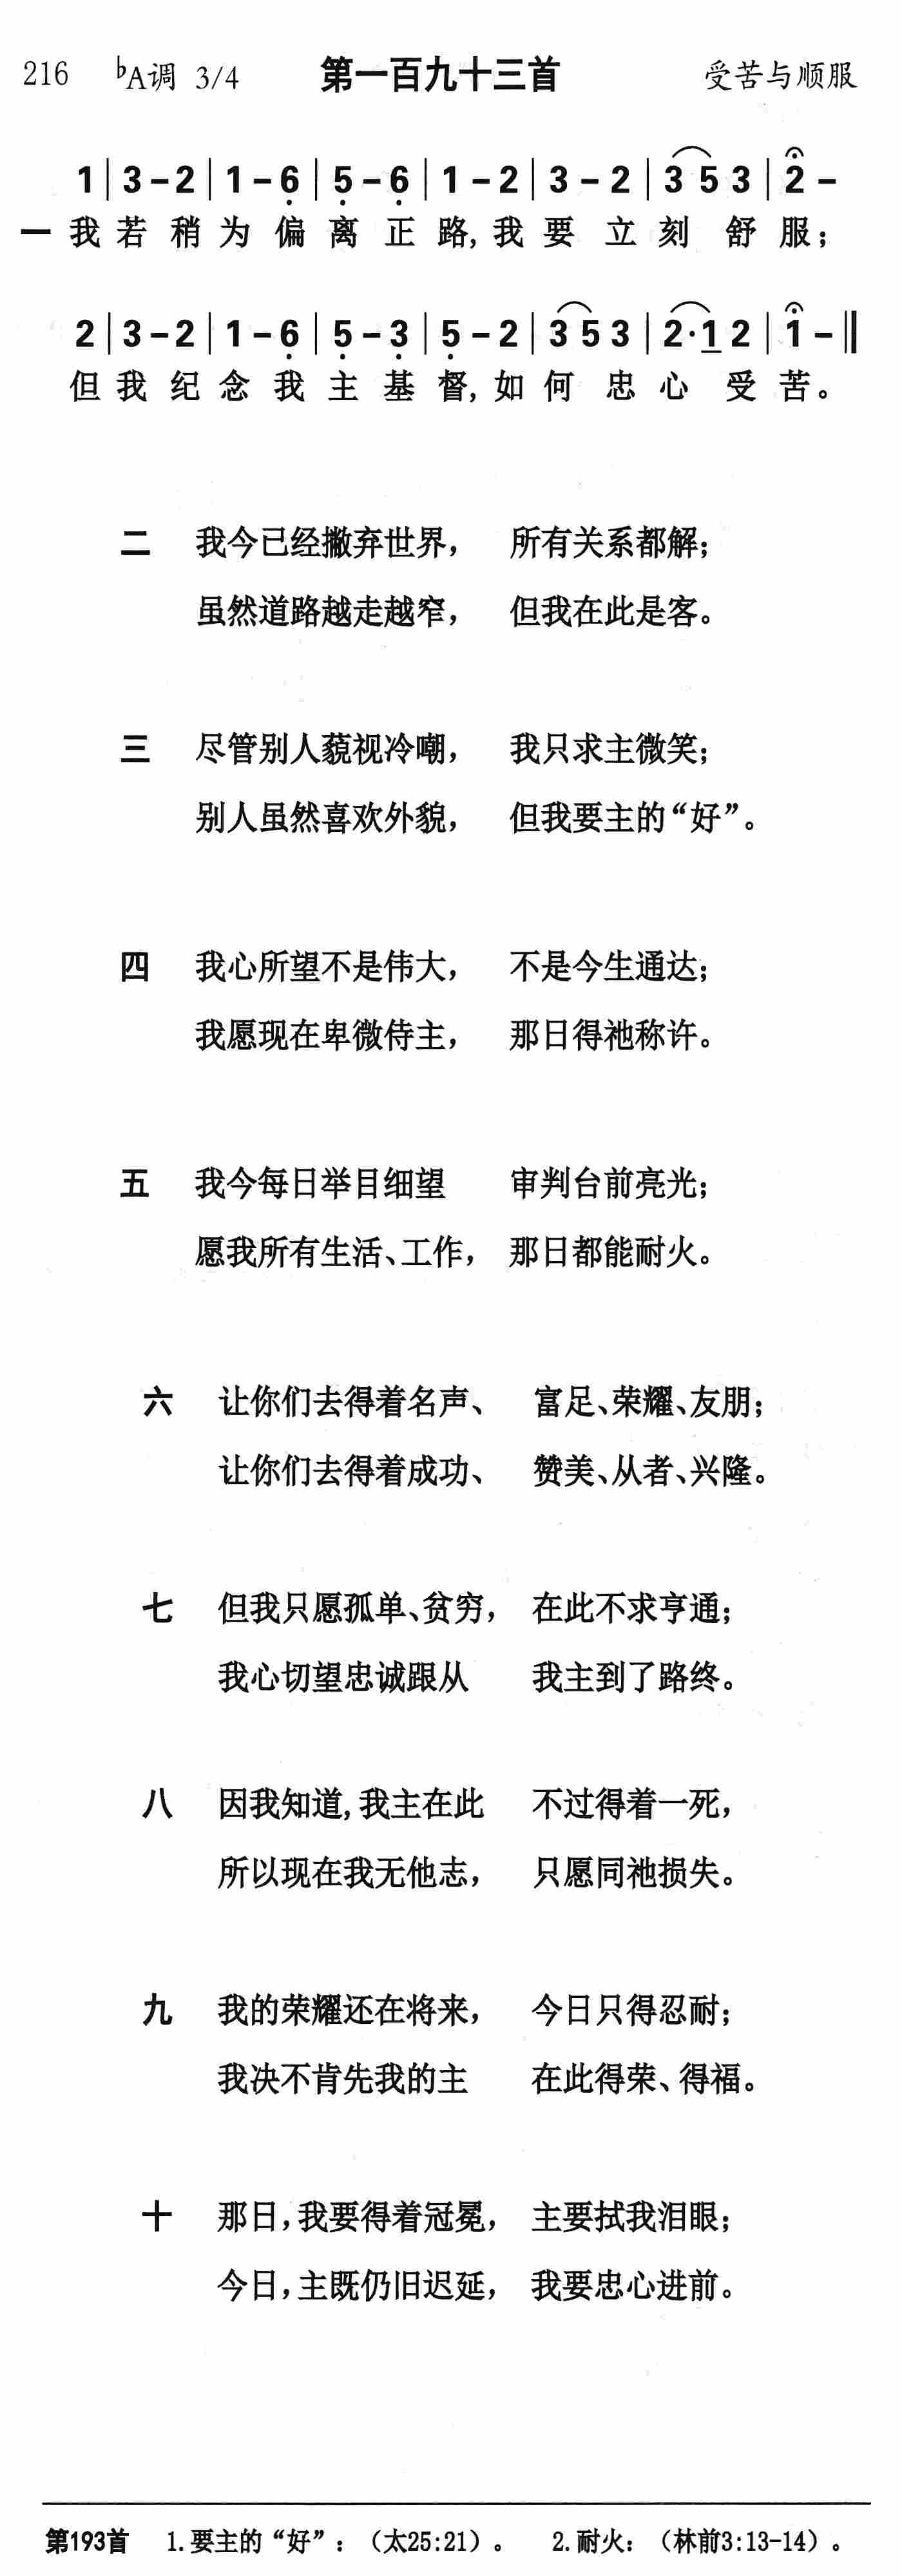 216 ♭A调 3/4 第一百九十三首 受苦与顺服
1|3-2|1-6̣|5̣-6̣|1-2|3-2|3 5 3|2-
一 我若稍为偏离正路,我要立刻舒服;
2|3-2|1-6̣|5̣-3̣|5̣-2|3 5 3|2·1 2|1-‖
但我纪念我主基督,如何忠心受苦。
二 我今已经撇弃世界, 所有关系都解;
虽然道路越走越窄, 但我在此是客。
三 尽管别人藐视冷嘲, 我只求主微笑;
别人虽然喜欢外貌, 但我要主的“好”。
四 我心所望不是伟大, 不是今生通达;
我愿现在卑微侍主, 那日得祂称许。
五 我今每日举目细望 审判台前亮光;
愿我所有生活、工作, 那日都能耐火。
六 让你们去得着名声、 富足、荣耀、友朋;
让你们去得着成功、 赞美、从者、兴隆。
七 但我只愿孤单、贫穷, 在此不求亨通;
我心切望忠诚跟从 我主到了路终。
八 因我知道,我主在此 不过得着一死,
所以现在我无他志, 只愿同祂损失。
九 我的荣耀还在将来, 今日只得忍耐;
我决不肯先我的主 在此得荣、得福。
十 那日,我要得着冠冕, 主要拭我泪眼;
今日,主既仍旧迟延, 我要忠心进前。
第193首 1.要主的“好”:(太25:21)。 2.耐火:(林前3:13-14)。